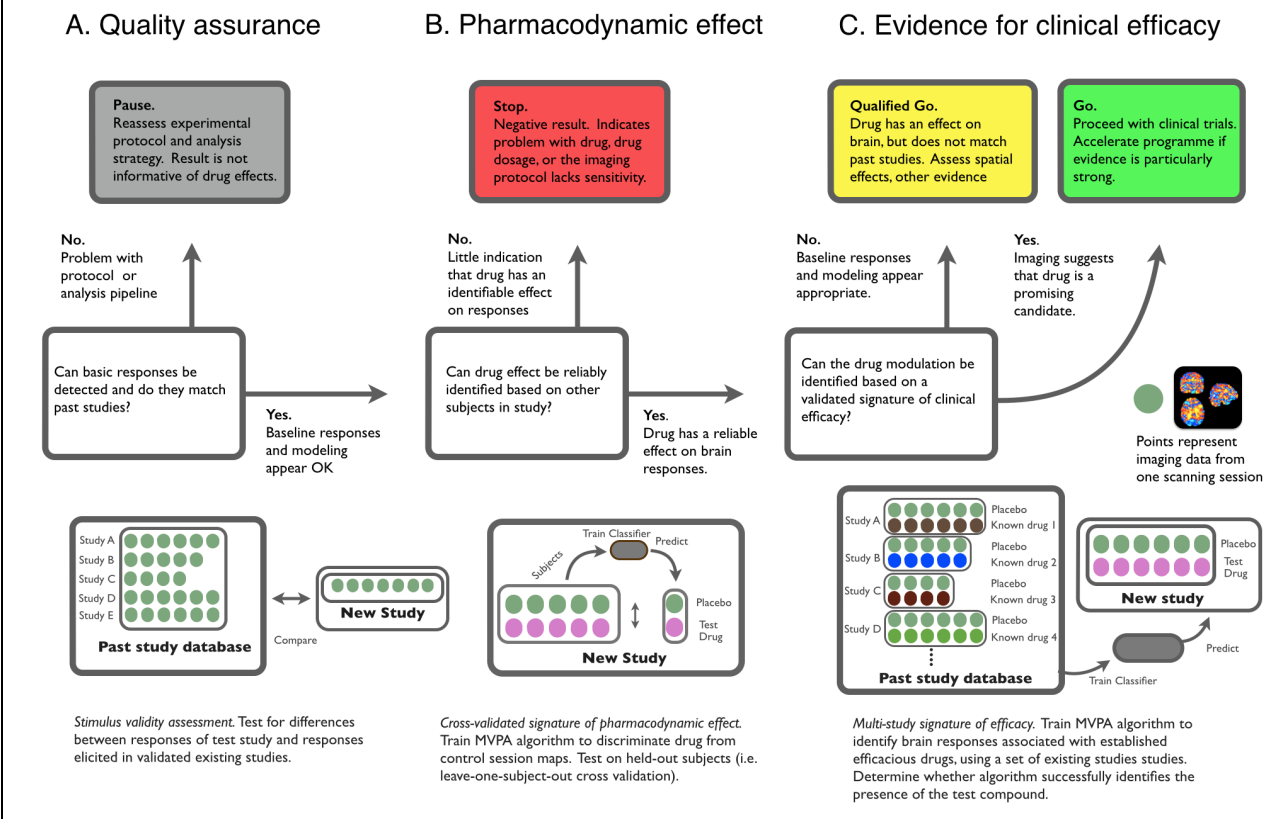 A. Quality assurance
B. Pharmacodynamic effect
C. Evidence for clinical efficacy
Pause.
Reassess experimental
protocol and analysis
strategy. Result is not
informative of drug effects.
Stop.
Negative result. Indicates
problem with drug, drug
dosage, or the imaging
protocol lacks sensitivity.
Qualified Go.
Drug has an effect on
brain, but does not match
past studies. Assess spatial
effects, other evidence
Go.
Proceed with clinical trials.
Accelerate programme if
evidence is particularly
strong.
No.
Problem with
protocol or
analysis pipeline
No.
Little indication
that drug has an
identifiable effect
on responses
No.
Baseline responses
and modeling appear
appropriate.
Yes.
Imaging suggests
that drug is a
promising
candidate.
Can basic responses be
detected and do they match
past studies?
Yes.
Baseline responses
and modeling
appear OK
Can drug effect be reliably
identified based on other
subjects in study?
Yes.
Drug has a reliable
effect on brain
responses.
Can the drug modulation be
identified based on a
validated signature of clinical
efficacy?
Points represent
imaging data from
one scanning session
Study A
Study B
Study C
Study D
Study E
Past study database
Compare
New Study
Subjects
Train Classifier
Predict
Placebo
Test
Drug
New Study
Study A
Placebo
Known drug 1
Study B
Placebo
Known drug 2
Study C
Placebo
Known drug 3
Study D
Placebo
Known drug 4
Past study database
Placebo
Test
Drug
New study
Train Classifier
Predict
Stimulus validity assessment. Test for differences
between responses of test study and responses
elicited in validated existing studies.
Cross-validated signature of pharmacodynamic effect.
Train MVPA algorithm to discriminate drug from
control session maps. Test on held-out subjects (i.e.
leave-one-subject-out cross validation).
Multi-study signature of efficacy. Train MVPA algorithm to
identify brain responses associated with established
efficacious drugs, using a set of existing studies studies.
Determine whether algorithm successfully identifies the
presence of the test compound.